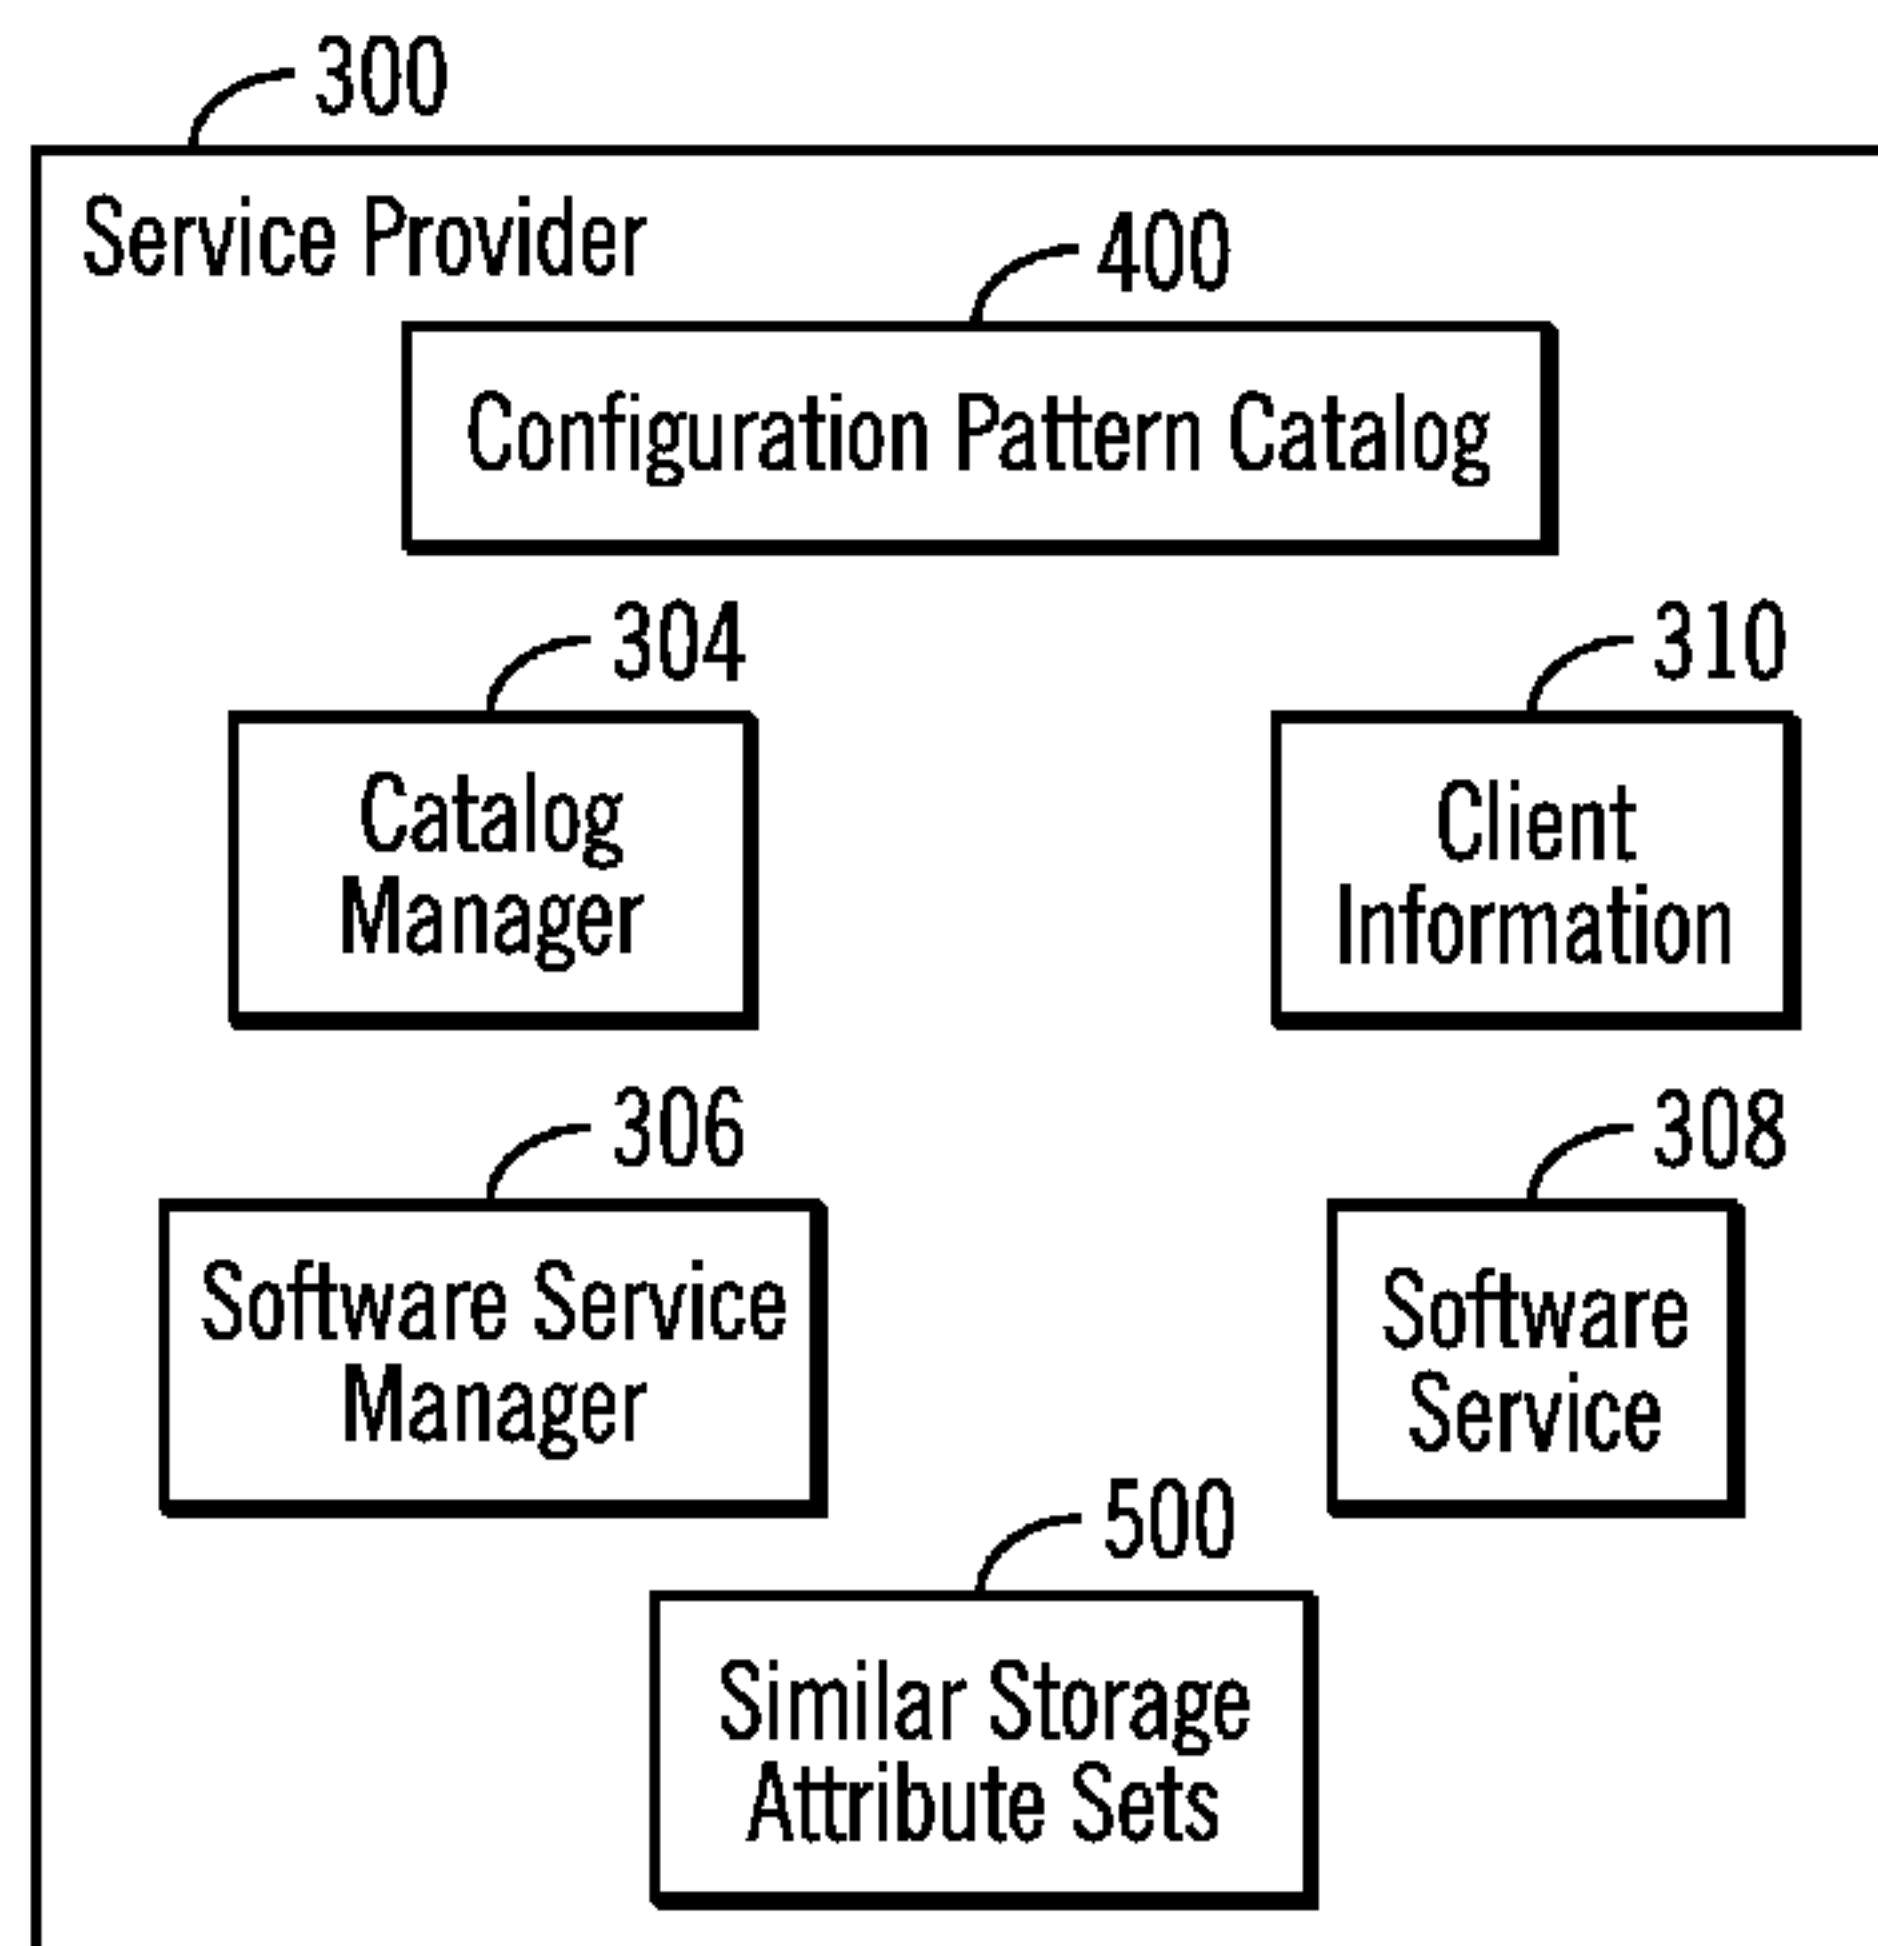 300
Service Provider
400
Configuration Pattern Catalog
304
310
Catalog
Manager
Client
Information
306
308
Software Service
Manager
Software
Service
500
Similar Storage
Attribute Sets